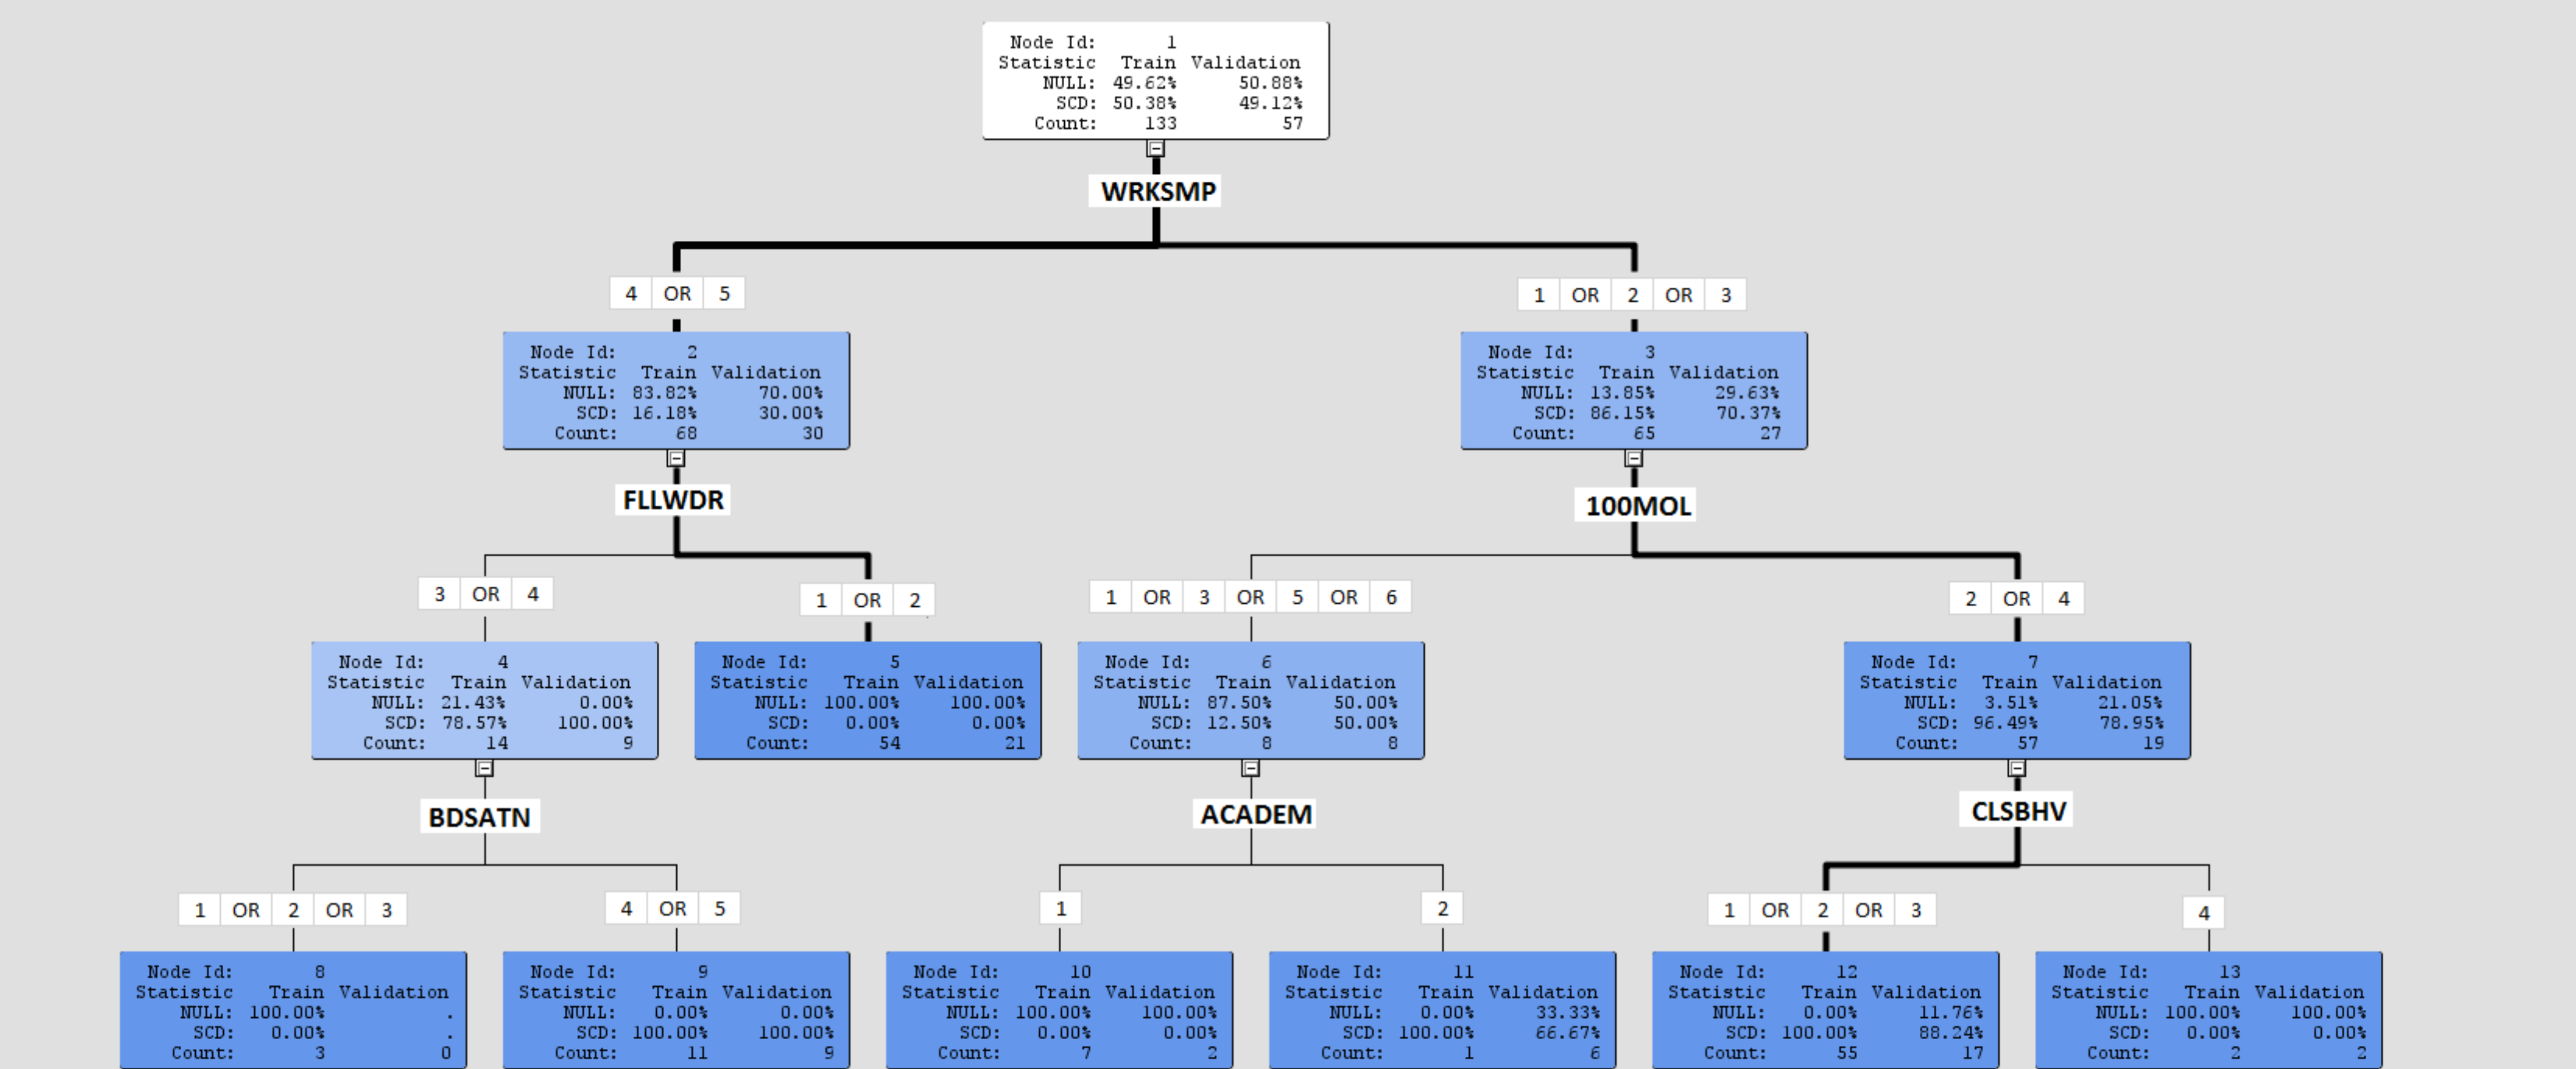 Node Id: 1
Statistic Train Validation
NULL: 49.62% 50.88%
SCD: 50.38% 49.12%
Count: 133 57
WRKSMP
4 OR 5
1 OR 2 OR 3
Node Id: 2
Statistic Train Validation
NULL: 83.82% 70.00%
SCD: 16.18% 30.00%
Count: 68 30
Node Id: 3
Statistic Train Validation
NULL: 13.85% 29.63%
SCD: 86.15% 70.37%
Count: 65 27
FLLWDR
100MOL
3 OR 4
1 OR 2
1 OR 3 OR 5 OR 6
2 OR 4
Node Id: 4
Statistic Train Validation
NULL: 21.43% 0.00%
SCD: 78.57% 100.00%
Count: 14 9
Node Id: 5
Statistic Train Validation
NULL: 100.00% 100.00%
SCD: 0.00% 0.00%
Count: 54 21
Node Id: 6
Statistic Train Validation
NULL: 87.50% 50.00%
SCD: 12.50% 50.00%
Count: 8 8
Node Id: 7
Statistic Train Validation
NULL: 3.51% 21.05%
SCD: 96.49% 78.95%
Count: 57 19
BDSATN
ACADEM
CLSBHV
1 OR 2 OR 3
4 OR 5
1
2
1 OR 2 OR 3
4
Node Id: 8
Statistic Train Validation
NULL: 100.00% .
SCD: 0.00% .
Count: 3 0
Node Id: 9
Statistic Train Validation
NULL: 0.00% 0.00%
SCD: 100.00% 100.00%
Count: 11 9
Node Id: 10
Statistic Train Validation
NULL: 100.00% 100.00%
SCD: 0.00% 0.00%
Count: 7 2
Node Id: 11
Statistic Train Validation
NULL: 0.00% 33.33%
SCD: 100.00% 66.67%
Count: 1 6
Node Id: 12
Statistic Train Validation
NULL: 0.00% 11.76%
SCD: 100.00% 88.24%
Count: 55 17
Node Id: 13
Statistic Train Validation
NULL: 100.00% 100.00%
SCD: 0.00% 0.00%
Count: 2 2